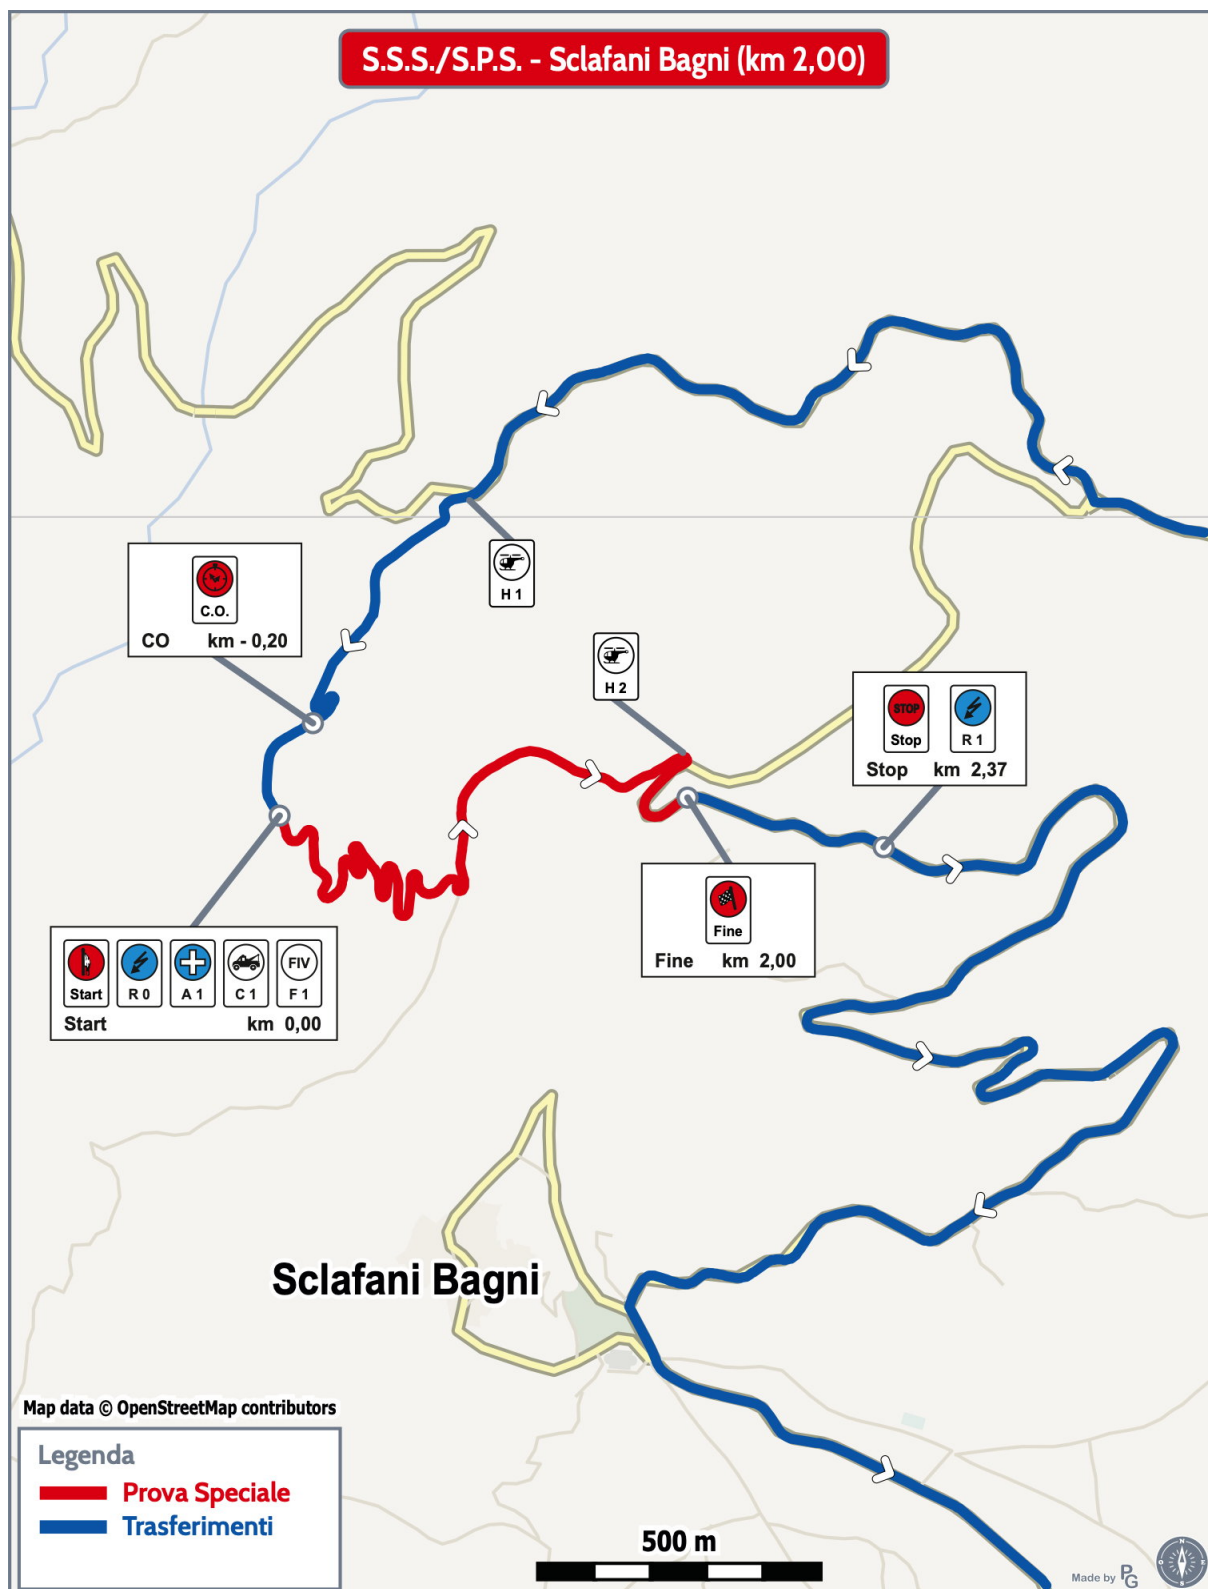 S.S.S./S.P.S. - Sclafani Bagni (km 2,00)
H 1
C.O.
CO km - 0,20
H 2
STOP
Stop R 1
Stop km 2,37
Fine
Fine km 2,00
FIV
Start R 0 A 1 C 1 F 1
Start km 0,00
Sclafani Bagni
Map data © OpenStreetMap contributors
Legenda
Prova Speciale
Trasferimenti
500 m
Made by PG